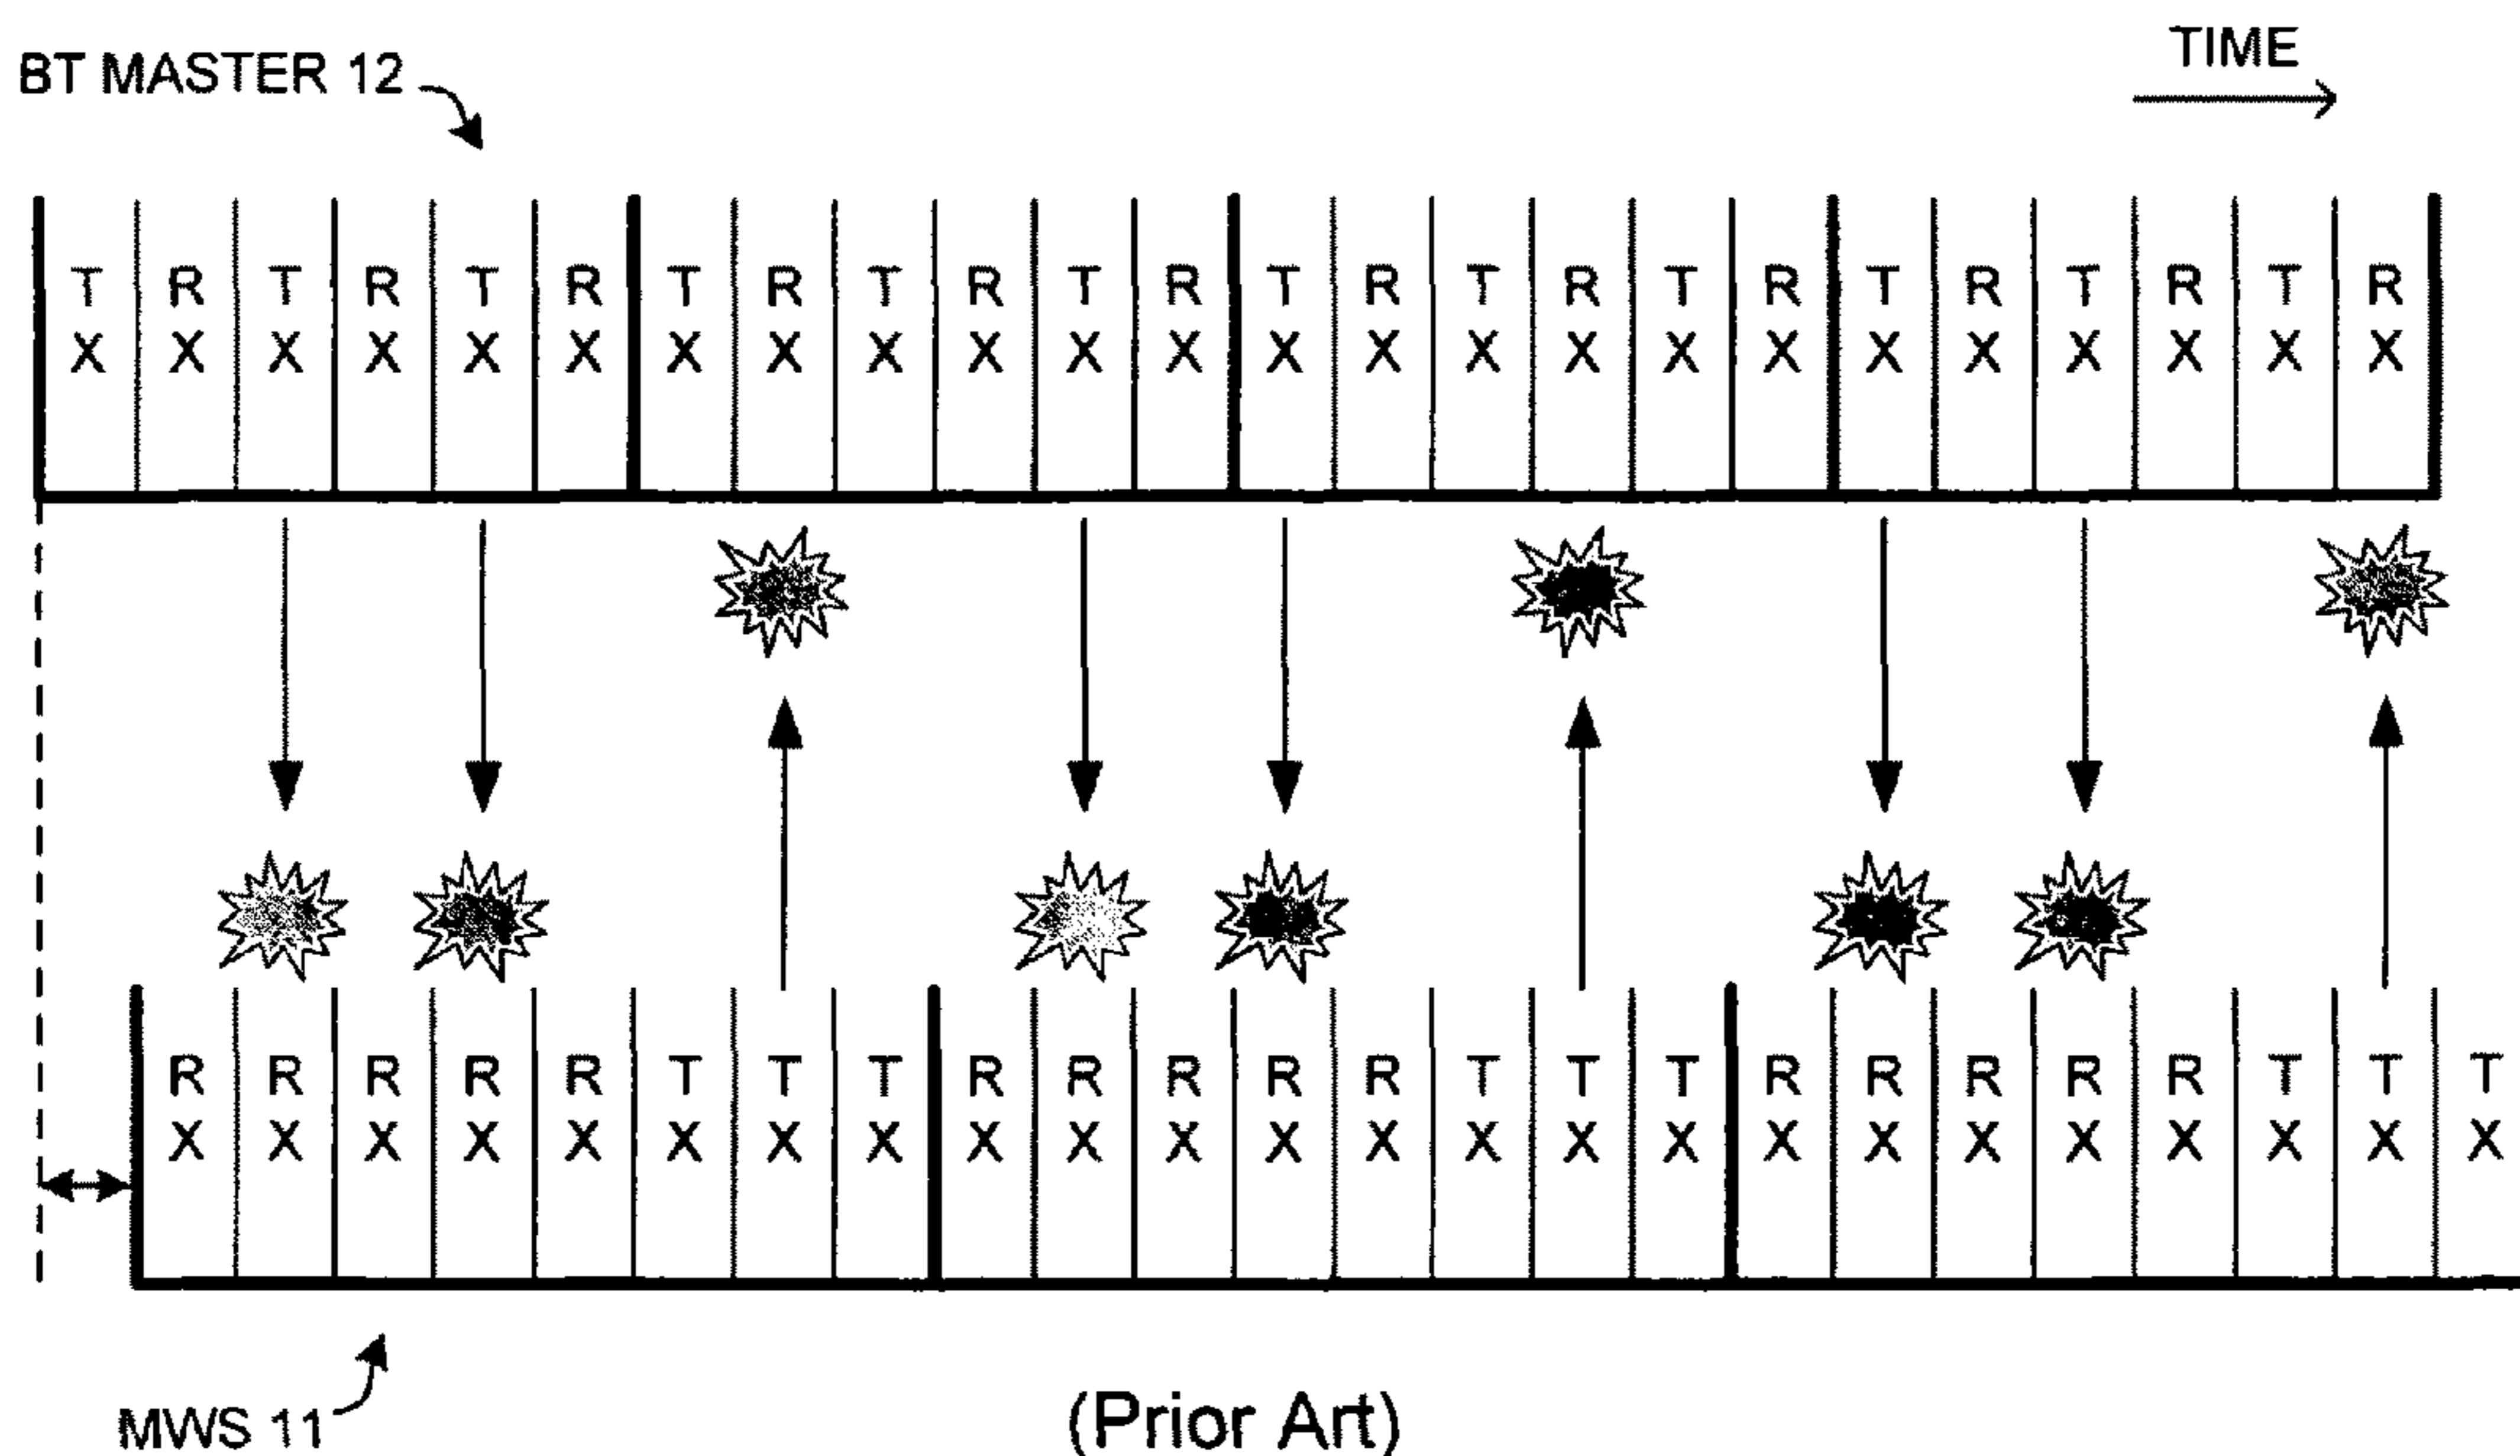 BT MASTER 12
TIME
T R T R T R T R T R T R T R T R T R T R T R T R
X X X X X X X X X X X X X X X X X X X X X X X X
R R R R R T T T R R R R R T T T R R R R R T T T
X X X X X X X X X X X X X X X X X X X X X X X X
MWS 11
(Prior Art)